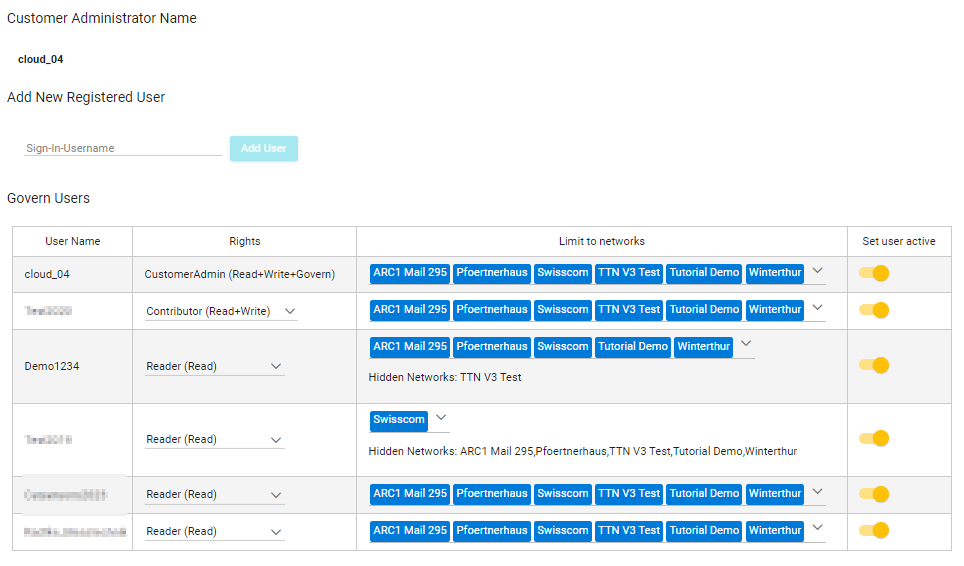 Customer Administrator Name
cloud_04
Add New Registered User
Sign-In-Username Add User
Govern Users
User Name Rights Limit to networks Set user active
cloud_04 CustomerAdmin (Read+Write+Govern) ARC1 Mail 295 Pfoertnerhaus Swisscom TTN V3 Test Tutorial Demo Winterthur
Contributor (Read+Write) ARC1 Mail 295 Pfoertnerhaus Swisscom TTN V3 Test Tutorial Demo Winterthur
Demo1234 Reader (Read) ARC1 Mail 295 Pfoertnerhaus Swisscom Tutorial Demo Winterthur
Hidden Networks: TTN V3 Test
Reader (Read) Swisscom
Hidden Networks: ARC1 Mail 295,Pfoertnerhaus,TTN V3 Test,Tutorial Demo,Winterthur
Reader (Read) ARC1 Mail 295 Pfoertnerhaus Swisscom TTN V3 Test Tutorial Demo Winterthur
Reader (Read) ARC1 Mail 295 Pfoertnerhaus Swisscom TTN V3 Test Tutorial Demo Winterthur